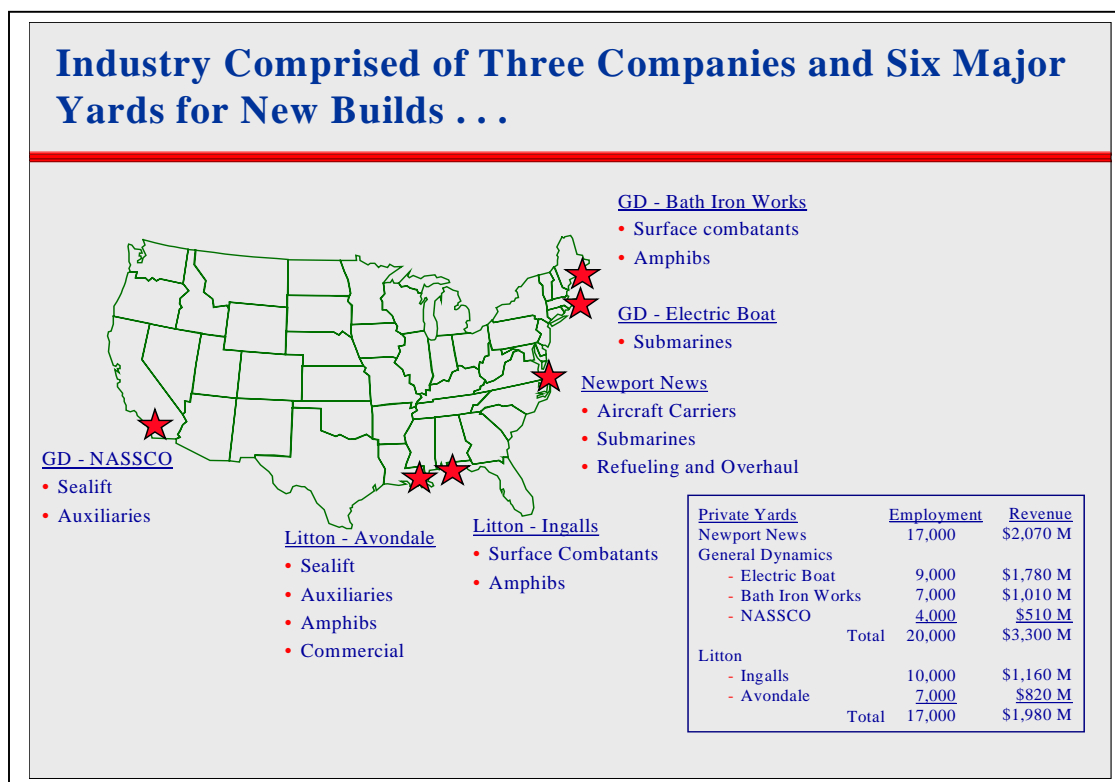 Industry Comprised of Three Companies and Six Major
Yards for New Builds . . .
GD - Bath Iron Works
• Surface combatants
• Amphibs
GD - Electric Boat
• Submarines
Newport News
• Aircraft Carriers
• Submarines
• Refueling and Overhaul
GD - NASSCO
• Sealift
• Auxiliaries
Litton - Avondale
• Sealift
• Auxiliaries
• Amphibs
• Commercial
Litton - Ingalls
• Surface Combatants
• Amphibs
Private Yards Employment Revenue
Newport News 17,000 $2,070 M
General Dynamics
- Electric Boat 9,000 $1,780 M
- Bath Iron Works 7,000 $1,010 M
- NASSCO 4,000 $510 M
Total 20,000 $3,300 M
Litton
- Ingalls 10,000 $1,160 M
- Avondale 7,000 $820 M
Total 17,000 $1,980 M